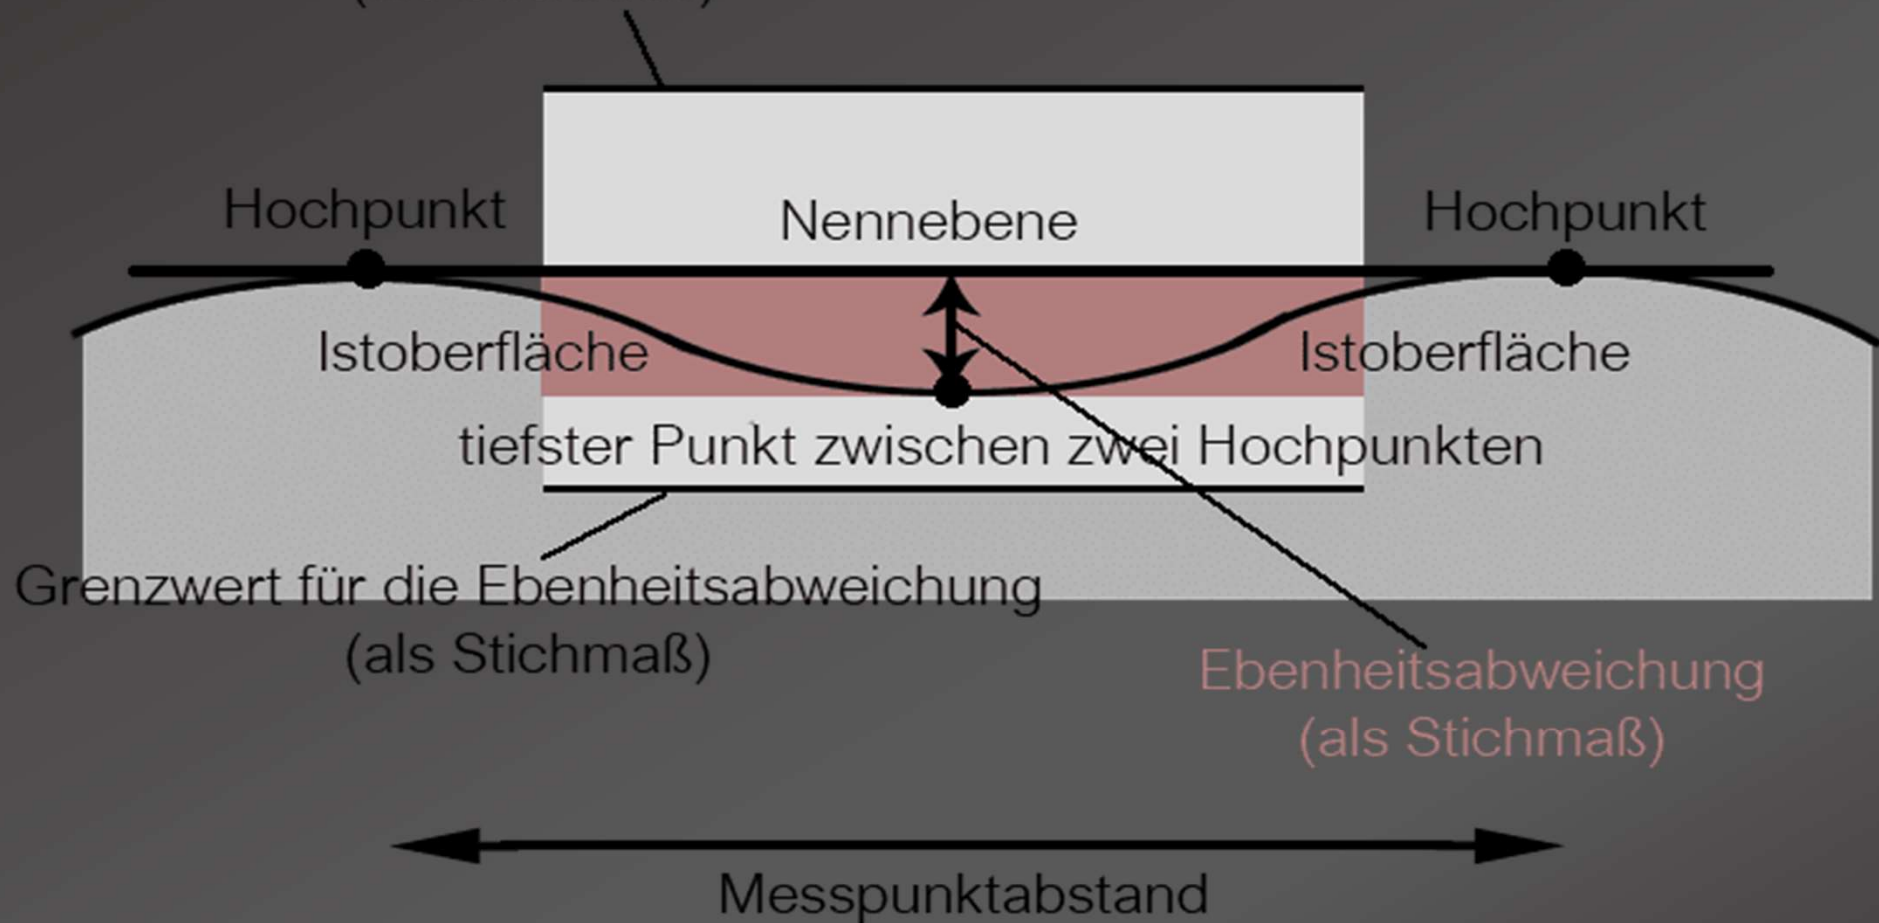 Hochpunkt
Nennebene
Hochpunkt
Istoberfläche
Istoberfläche
tiefster Punkt zwischen zwei Hochpunkten
Grenzwert für die Ebenheitsabweichung
(als Stichmaß)
Ebenheitsabweichung
(als Stichmaß)
Messpunktabstand